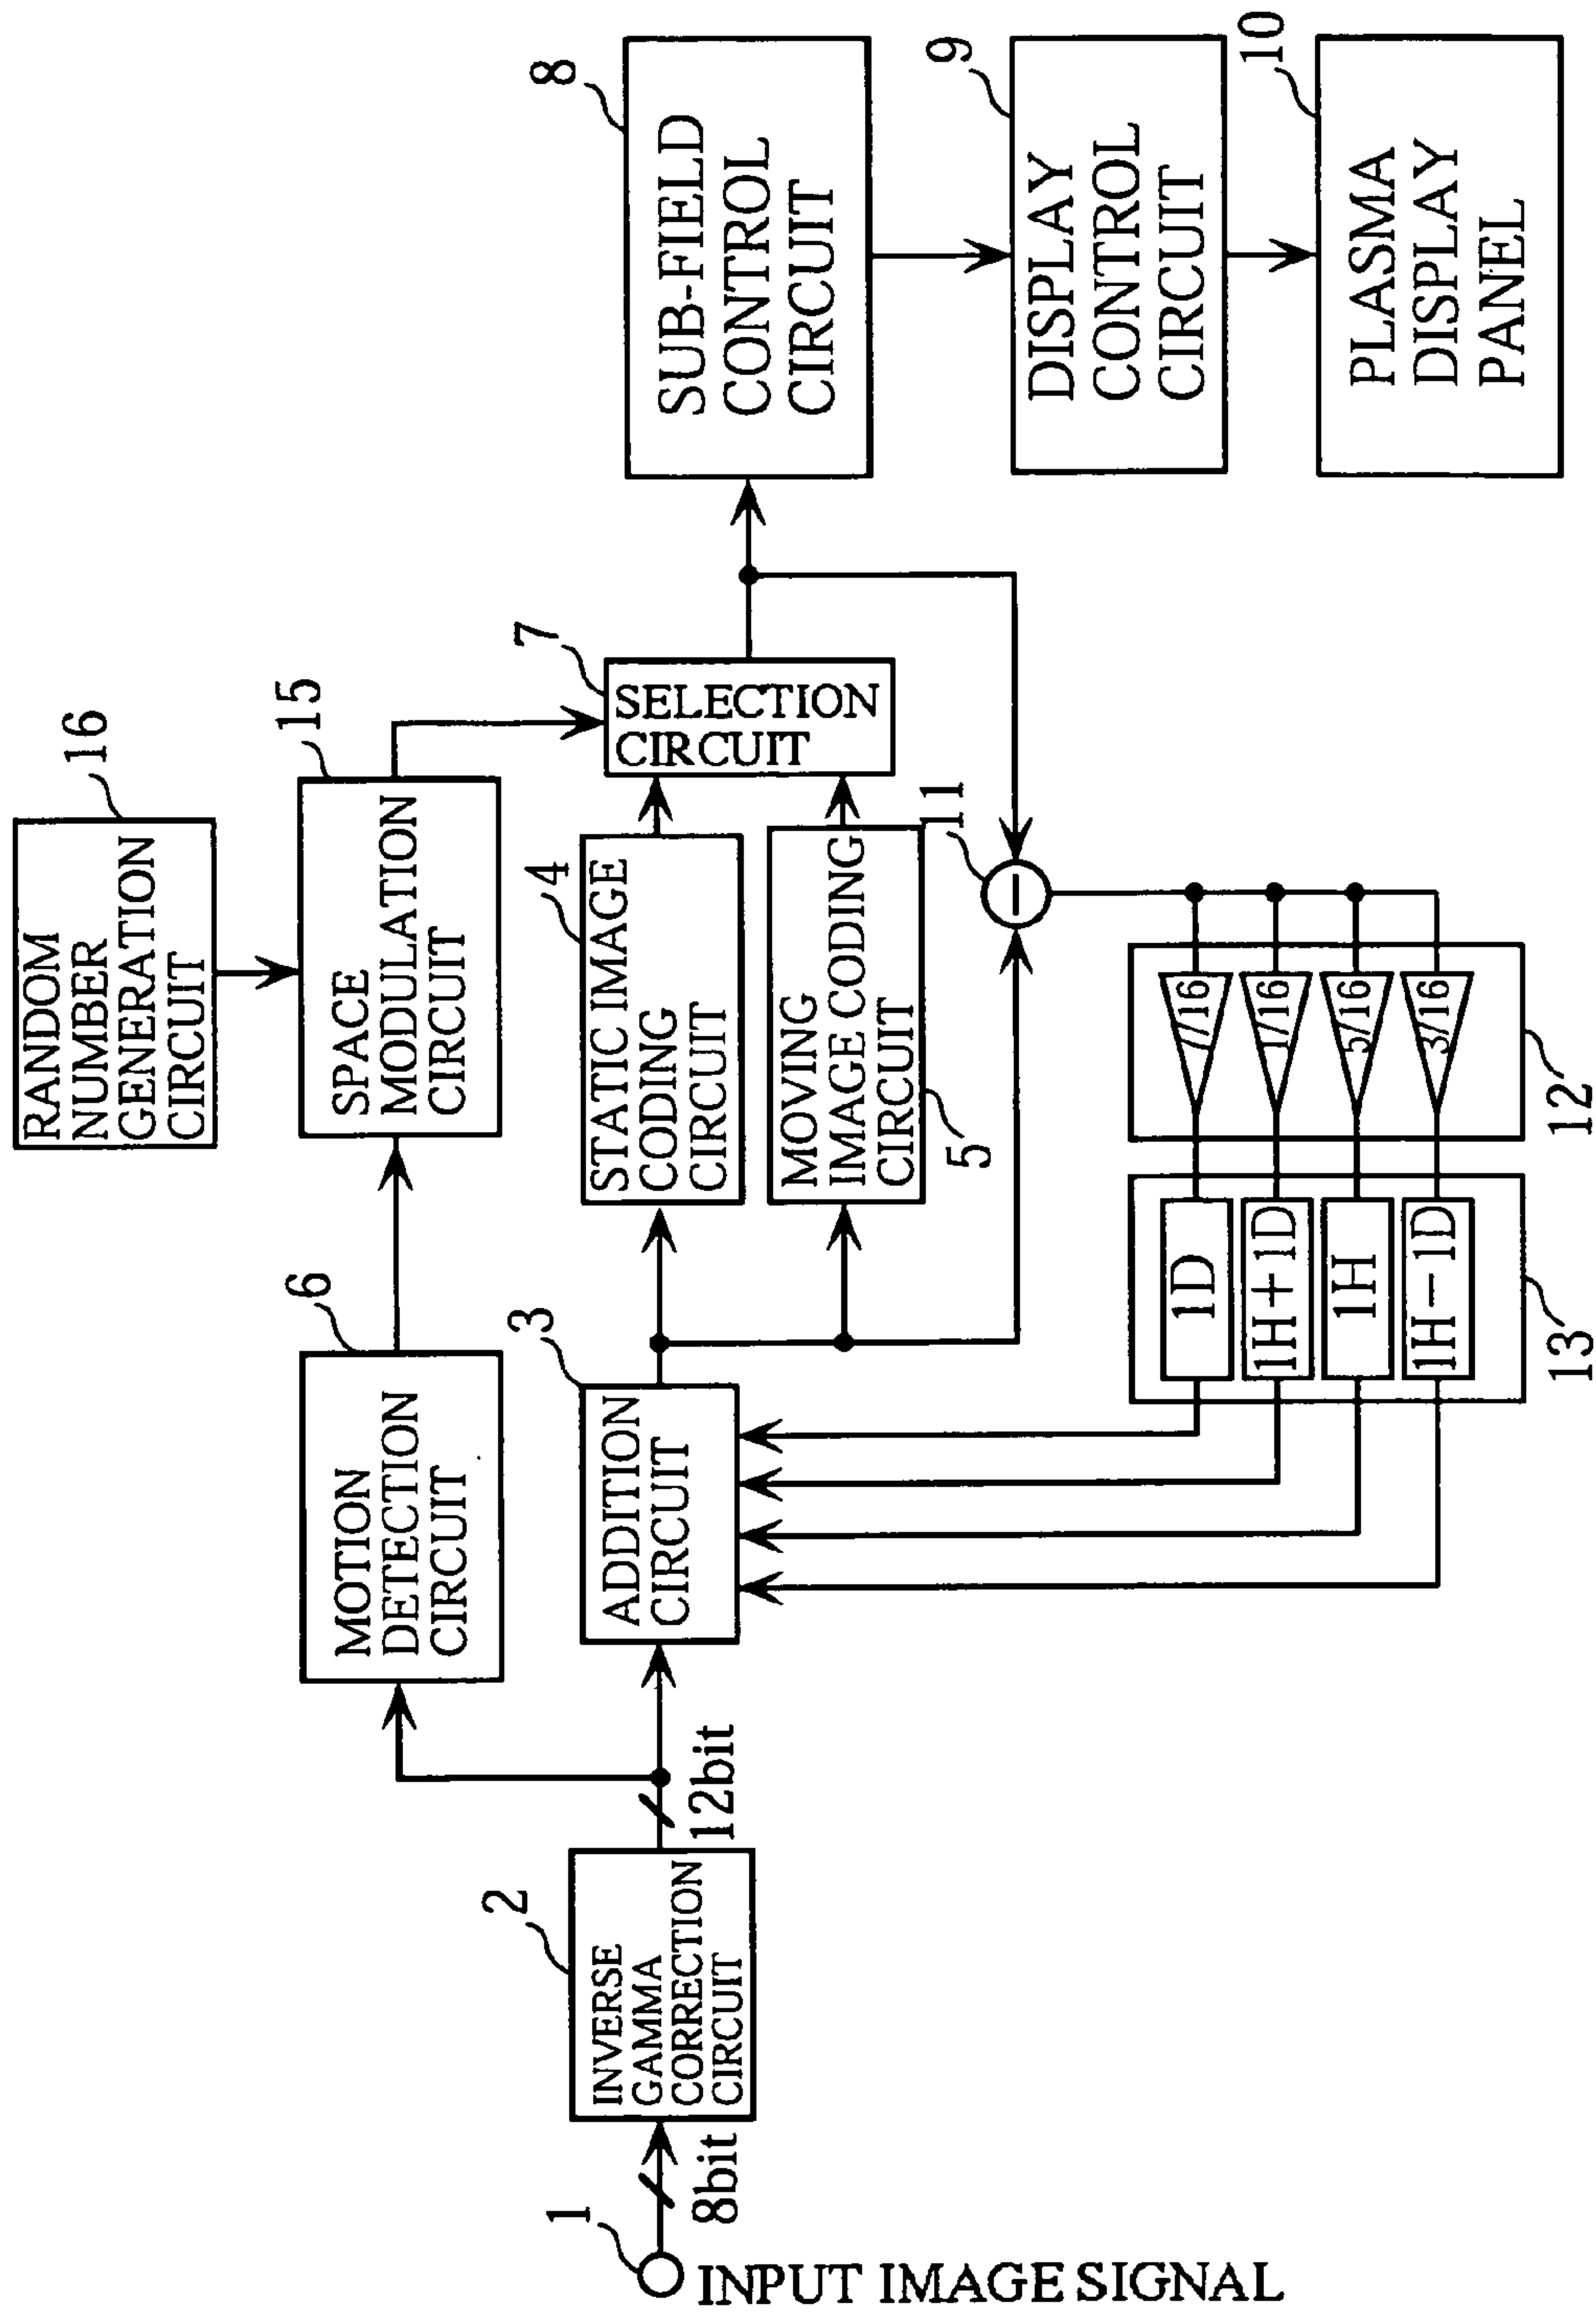 16
RANDOM
NUMBER
GENERATION
CIRCUIT
6
MOTION
DETECTION
CIRCUIT
15
SPACE
MODULATION
CIRCUIT
1
INPUT IMAGE SIGNAL
8bit
2
INVERSE
GAMMA
CORRECTION
CIRCUIT
12bit
3
ADDITION
CIRCUIT
4
STATIC IMAGE
CODING
CIRCUIT
MOVING
IMAGE CODING
CIRCUIT
5
7
SELECTION
CIRCUIT
8
SUB-FIELD
CONTROL
CIRCUIT
9
DISPLAY
CONTROL
CIRCUIT
10
PLASMA
DISPLAY
PANEL
11
1D
7/16
1H+1D
1/16
1H
5/16
1H−1D
3/16
13
12